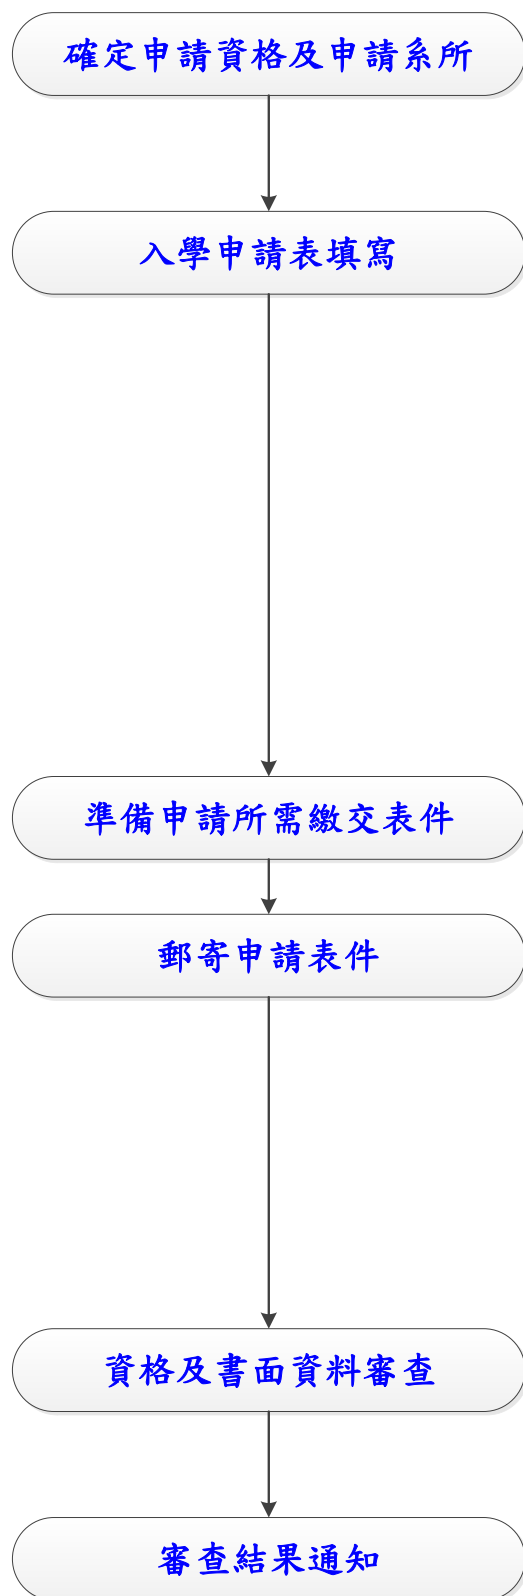 確定申請資格及申請系所
入學申請表填寫
準備申請所需繳交表件
郵寄申請表件
資格及書面資料審查
審查結果通知